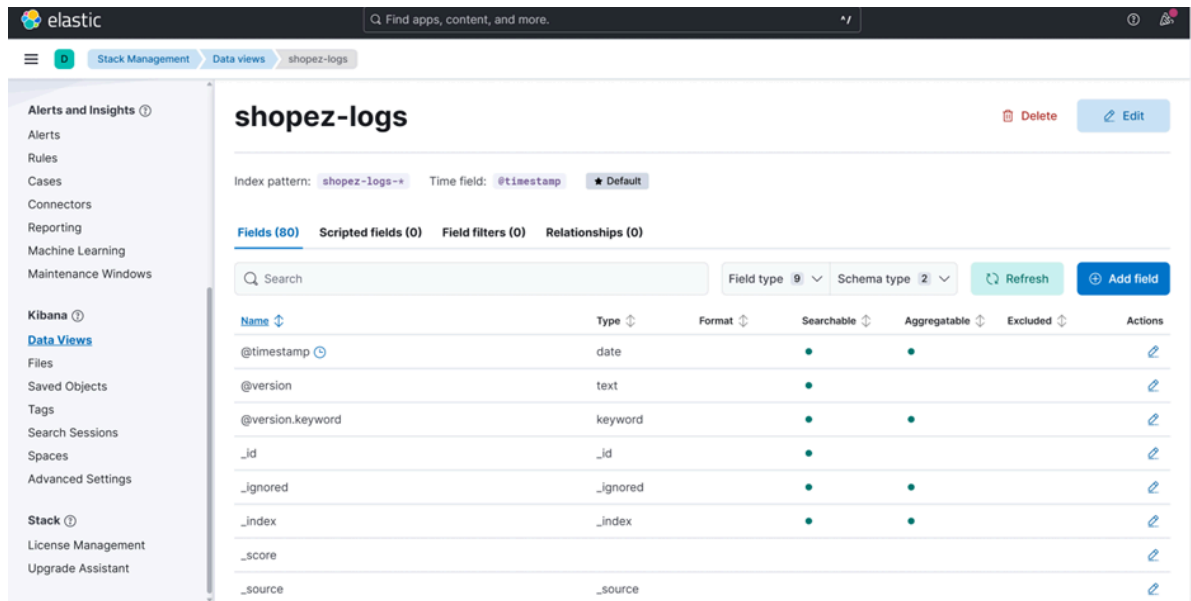 elastic
Find apps, content, and more.
^/
D
Stack Management
Data views
shopez-logs
Alerts and Insights
Alerts
Rules
Cases
Connectors
Reporting
Machine Learning
Maintenance Windows
Kibana
Data Views
Files
Saved Objects
Tags
Search Sessions
Spaces
Advanced Settings
Stack
License Management
Upgrade Assistant
shopez-logs
Delete
Edit
Index pattern: shopez-logs-* Time field: @timestamp ★ Default
Fields (80) Scripted fields (0) Field filters (0) Relationships (0)
Search Field type 9 Schema type 2 Refresh Add field
Name Type Format Searchable Aggregatable Excluded Actions
@timestamp date
@version text
@version.keyword keyword
_id _id
_ignored _ignored
_index _index
_score
_source _source